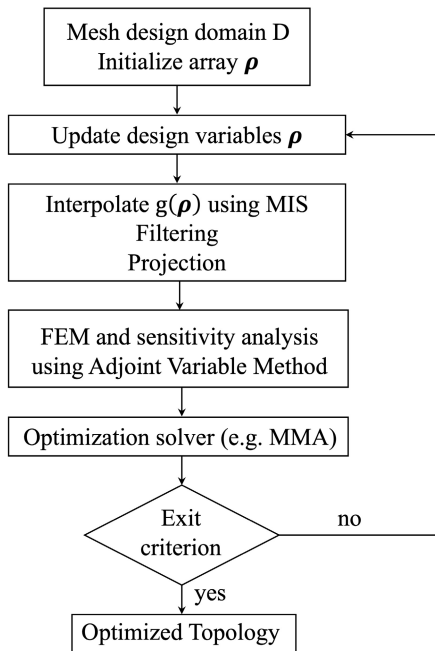 Mesh design domain D
Initialize array ρ
Update design variables ρ
Interpolate g(ρ) using MIS
Filtering
Projection
FEM and sensitivity analysis
using Adjoint Variable Method
Optimization solver (e.g. MMA)
Exit
criterion
no
yes
Optimized Topology